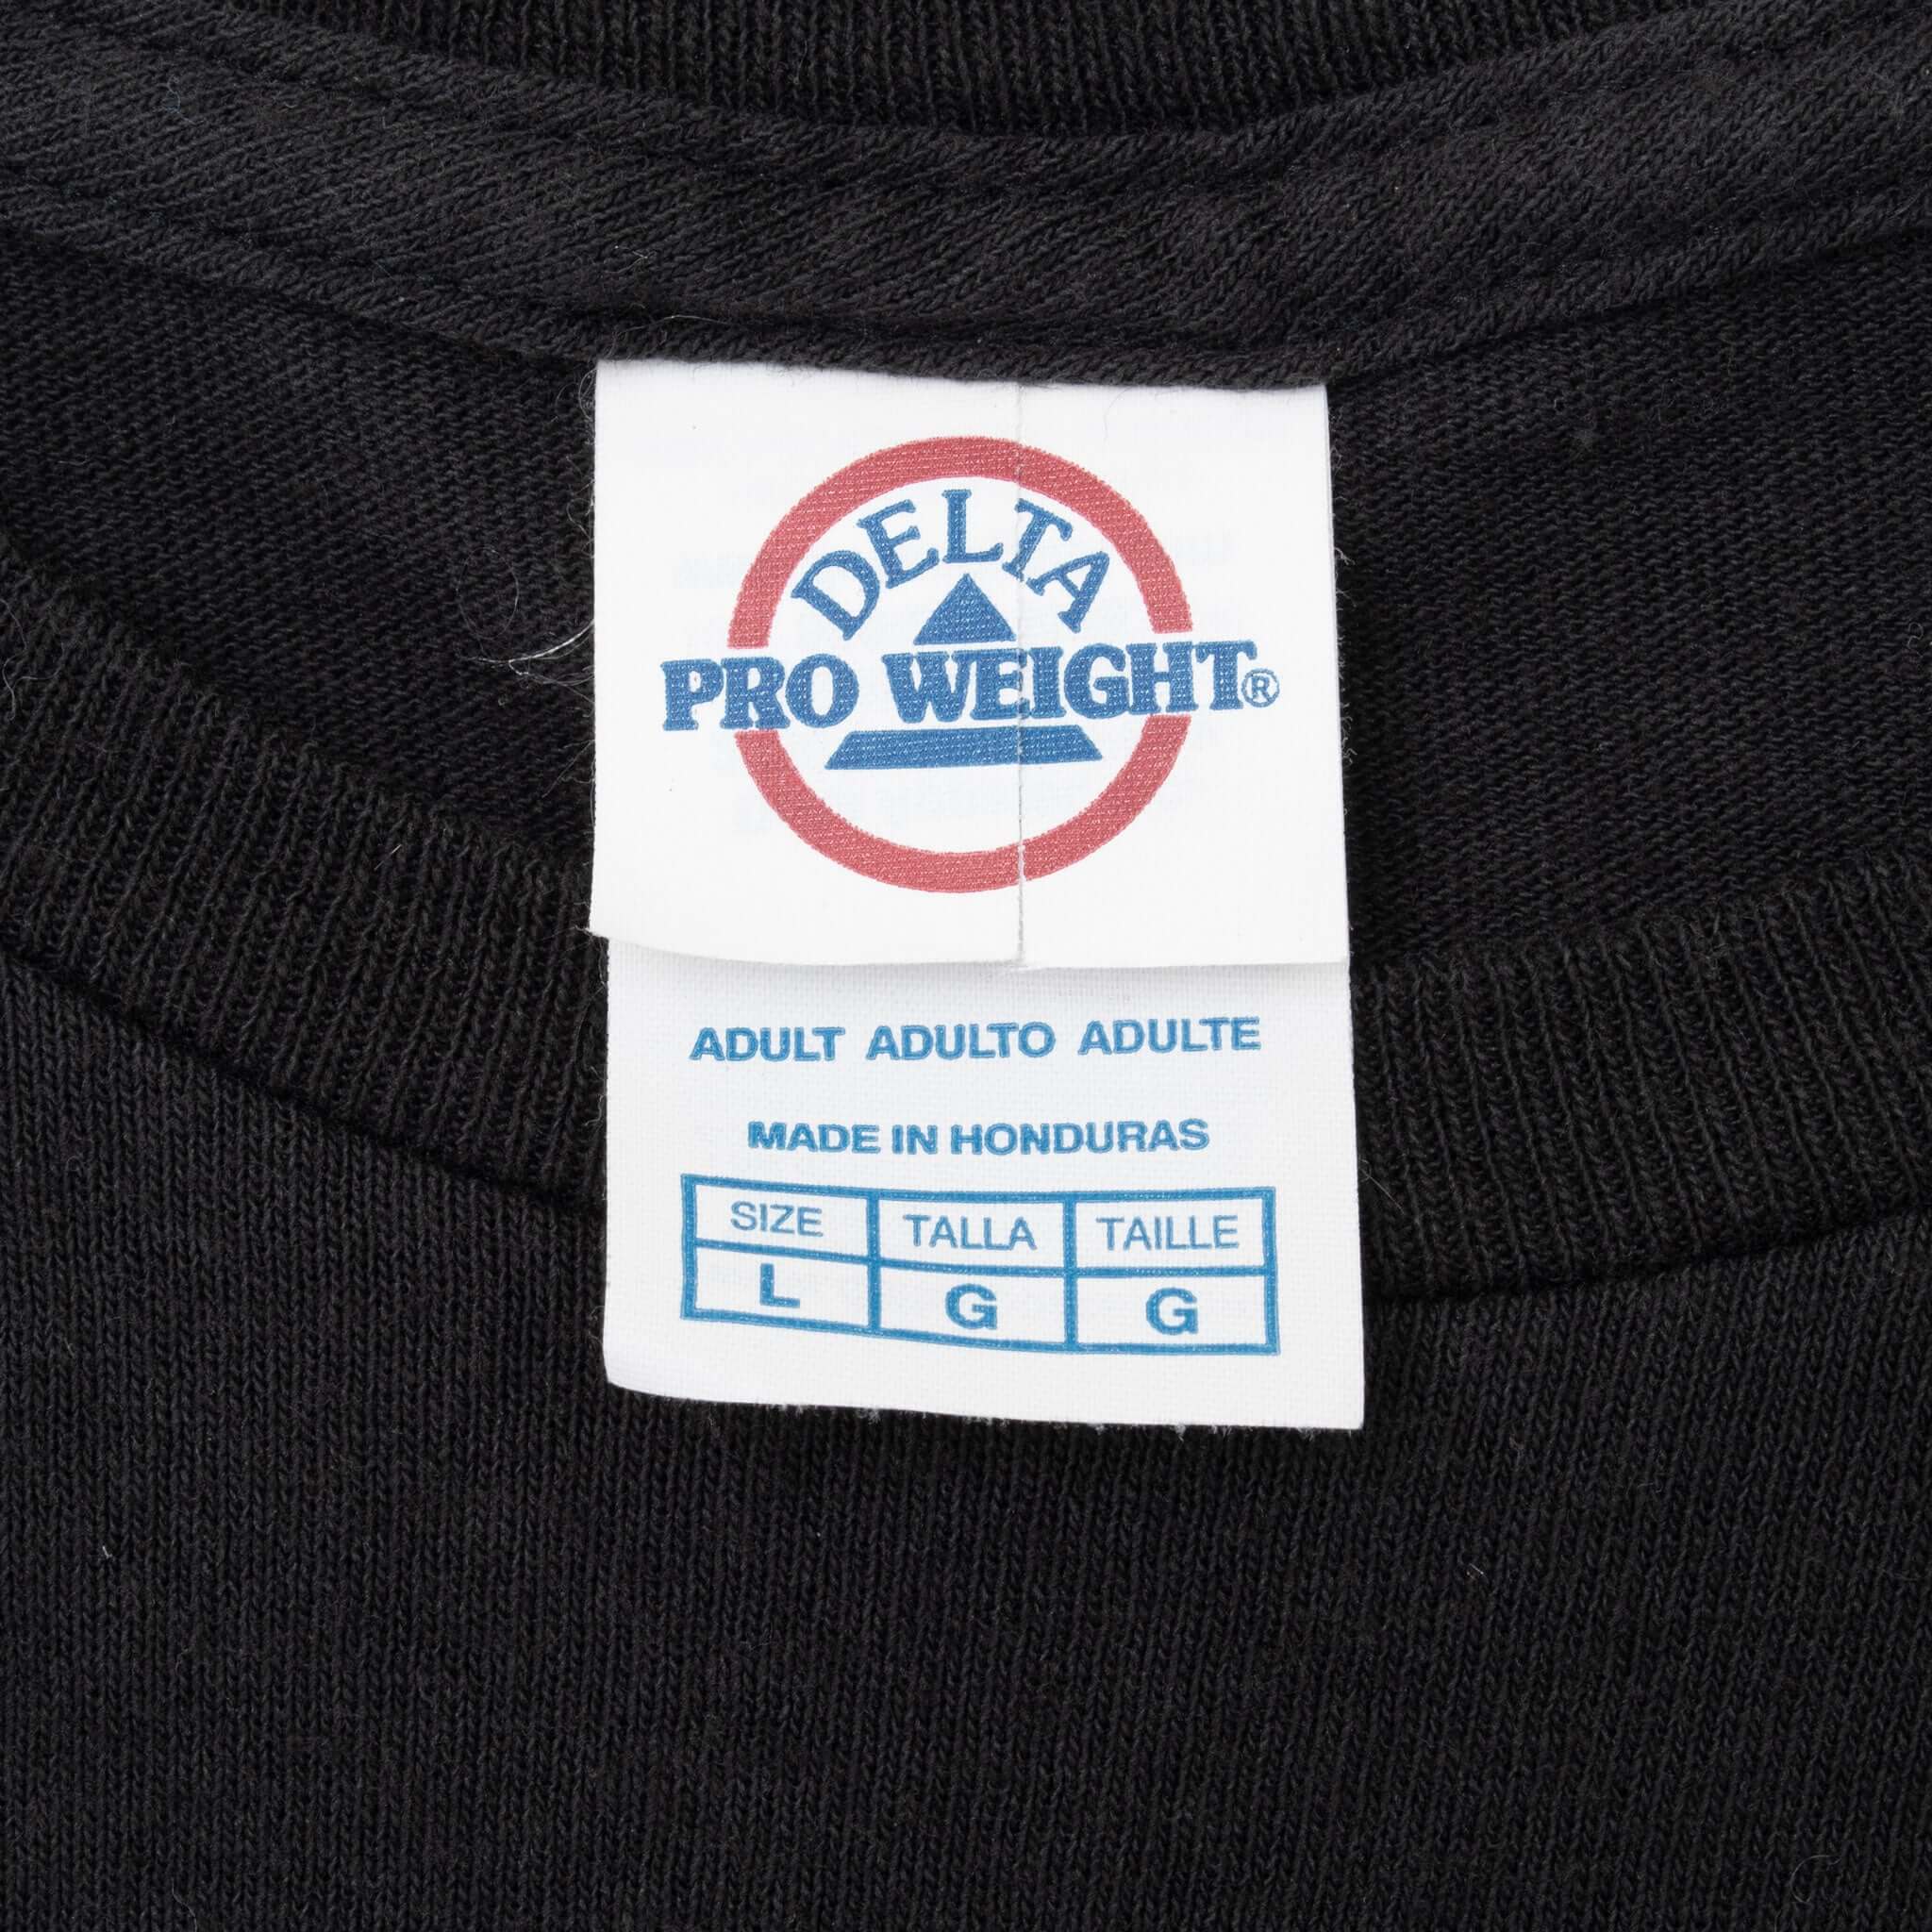 DELTA
PRO WEIGHT®
ADULT ADULTO ADULTE
MADE IN HONDURAS
SIZE TALLA TAILLE
L G G